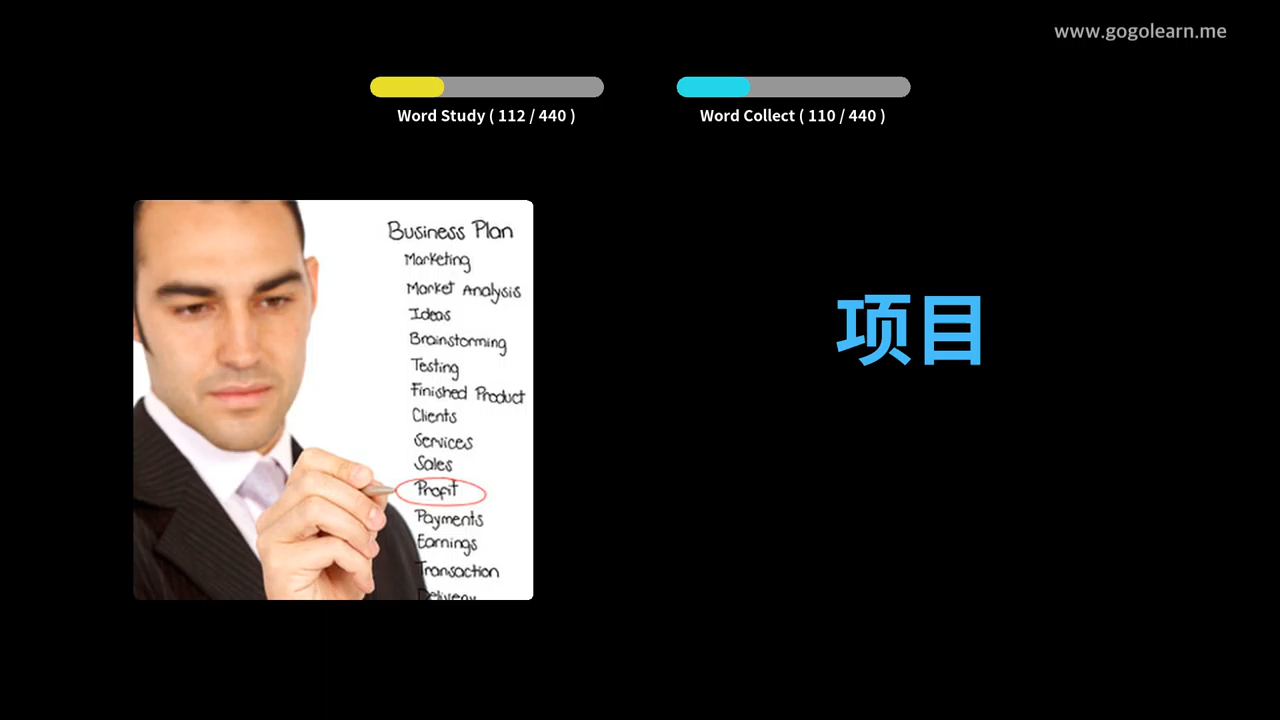 www.gogolearn.me
Word Study ( 112 / 440 )
Word Collect ( 110 / 440 )
Business Plan
Marketing
Market Analysis
Ideas
Brainstorming
Testing
Finished Product
Clients
Services
Sales
Profit
Payments
Earnings
Transaction
Delivery
项目